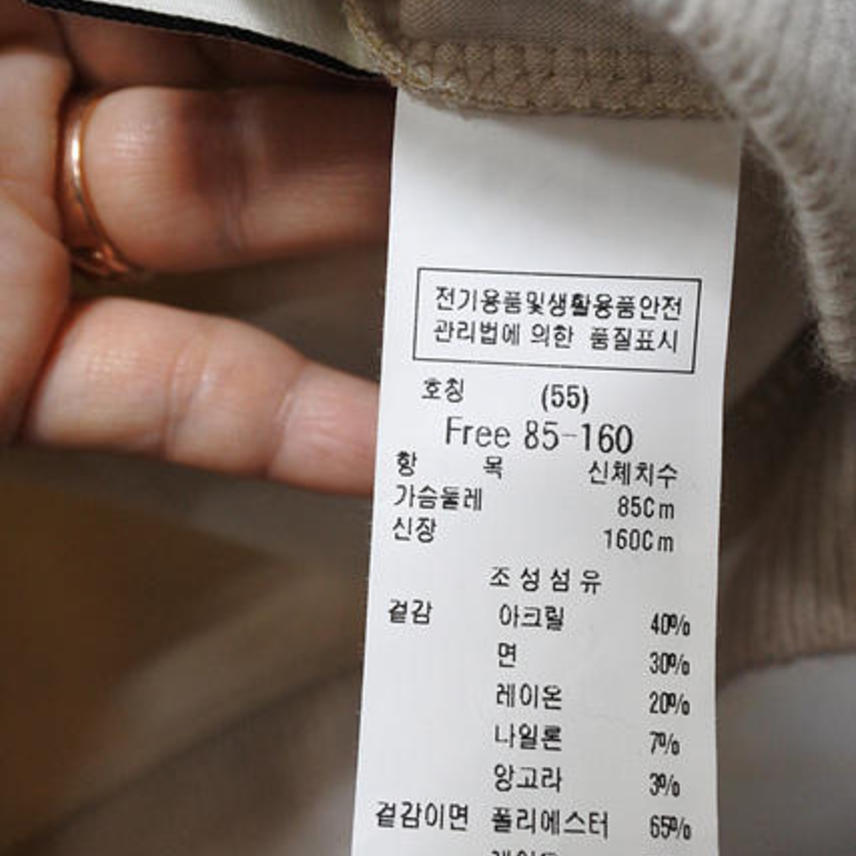 전기용품및생활용품안전
관리법에 의한 품질표시
호칭 (55)
Free 85-160
항 목 신체치수
가슴둘레 85Cm
신장 160Cm
조성섬유
겉감 아크릴 40%
면 30%
레이온 20%
나일론 7%
앙고라 3%
겉감이면 폴리에스터 65%